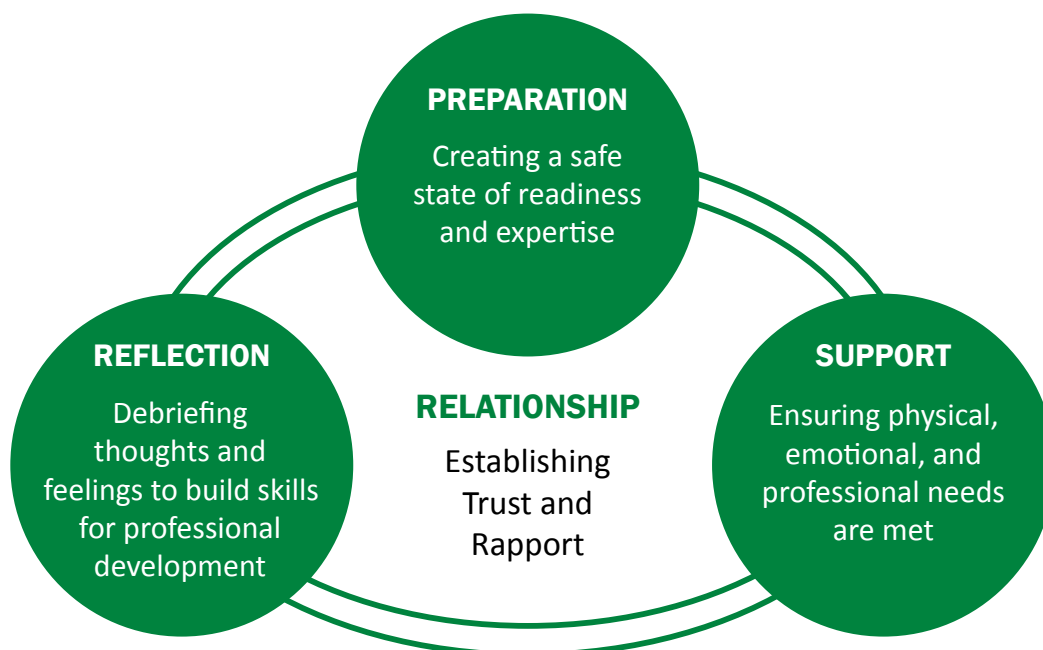 PREPARATION
Creating a safe
state of readiness
and expertise
REFLECTION
Debriefing
thoughts and
feelings to build skills
for professional
development
RELATIONSHIP
Establishing
Trust and
Rapport
SUPPORT
Ensuring physical,
emotional, and
professional needs
are met